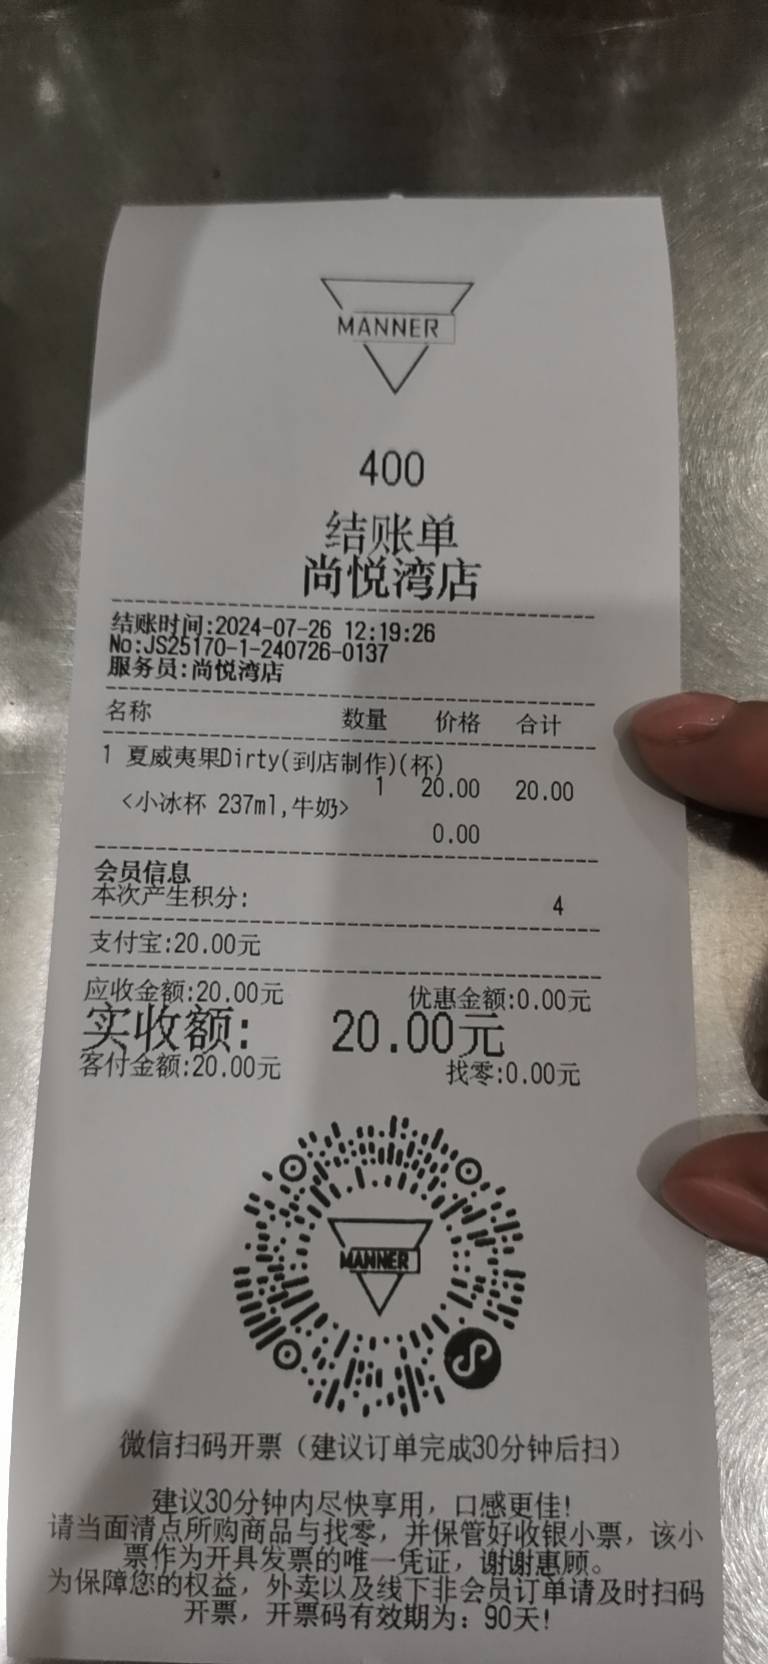 MANNER
400
结账单
尚悦湾店
结账时间:2024-07-26 12:19:26
No:JS25170-1-240726-0137
服务员:尚悦湾店
名称 数量 价格 合计
1 夏威夷果Dirty(到店制作)(杯)
1 20.00 20.00
<小冰杯 237ml,牛奶>
0.00
会员信息
本次产生积分: 4
支付宝:20.00元
应收金额:20.00元 优惠金额:0.00元
实收额: 20.00元
客付金额:20.00元 找零:0.00元
MANNER
微信扫码开票（建议订单完成30分钟后扫）
建议30分钟内尽快享用，口感更佳!
请当面清点所购商品与找零，并保管好收银小票，该小
票作为开具发票的唯一凭证，谢谢惠顾。
为保障您的权益，外卖以及线下非会员订单请及时扫码
开票，开票码有效期为：90天!